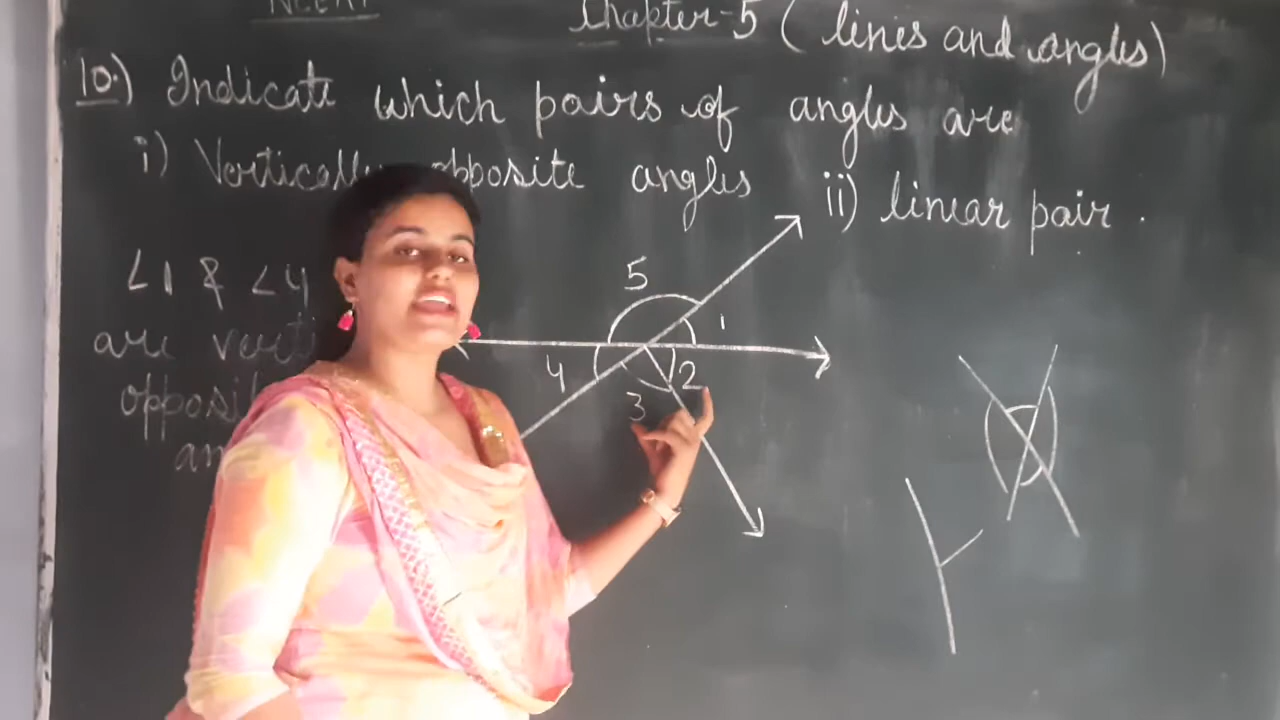 NCERT
Chapter-5 ( lines and angles)
10.) Indicate which pairs of angles are
i) Vertically opposite angles ii) linear pair .
∠1 & ∠4
are verti
opposi
an
5
1
4
2
3